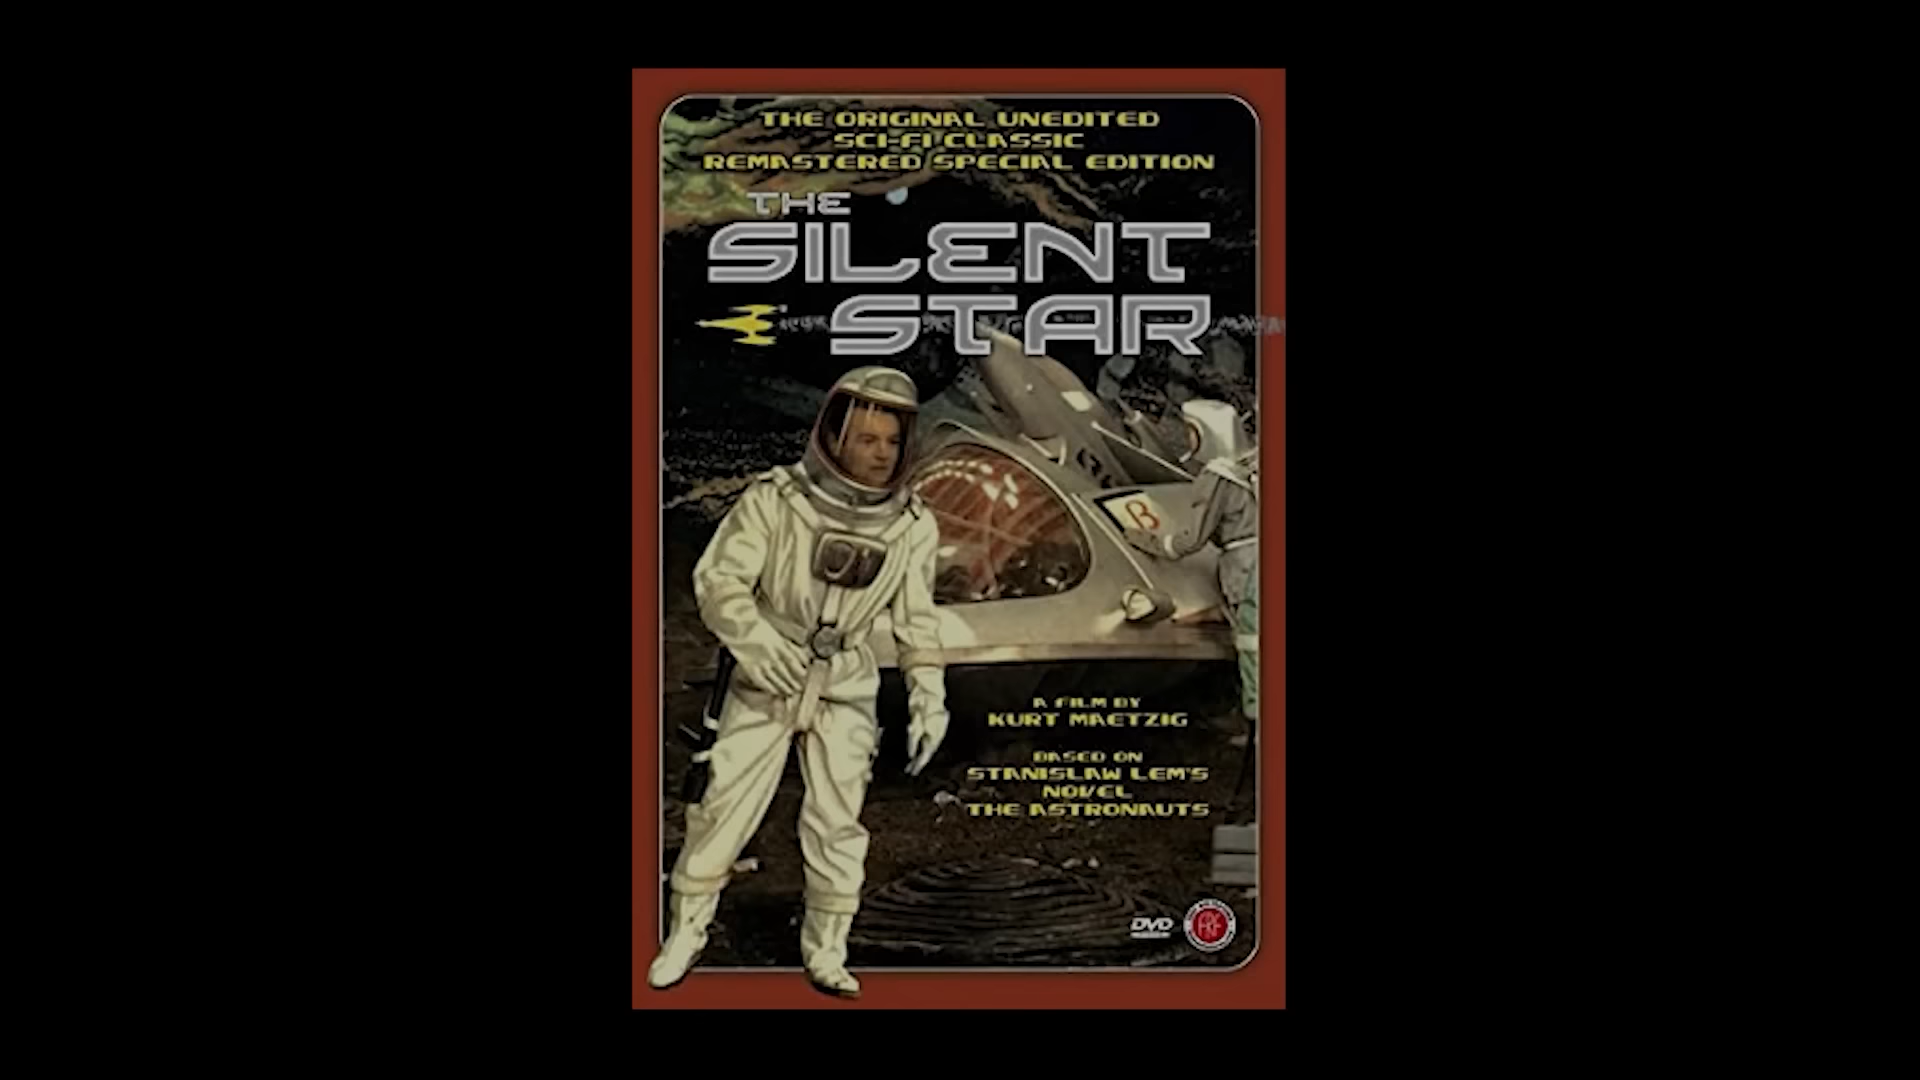 THE ORIGINAL UNEDITED
SCI-FI CLASSIC
REMASTERED SPECIAL EDITION
THE
SILENT
STAR
B
A FILM BY
KURT MAETZIG
BASED ON
STANISLAW LEM'S
NOVEL
THE ASTRONAUTS
DVD
FRF